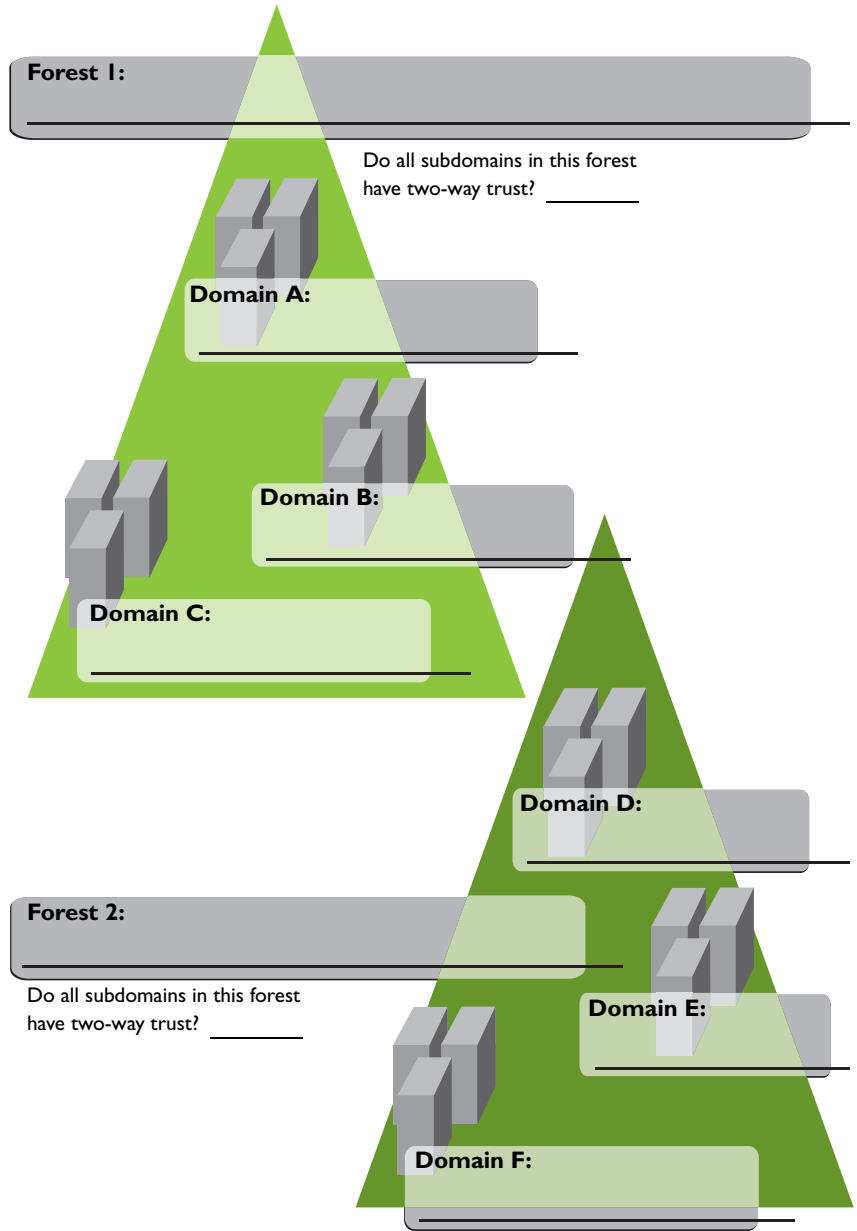 Forest 1:
Do all subdomains in this forest
have two-way trust?
Domain A:
Domain B:
Domain C:
Domain D:
Forest 2:
Do all subdomains in this forest
have two-way trust?
Domain E:
Domain F: